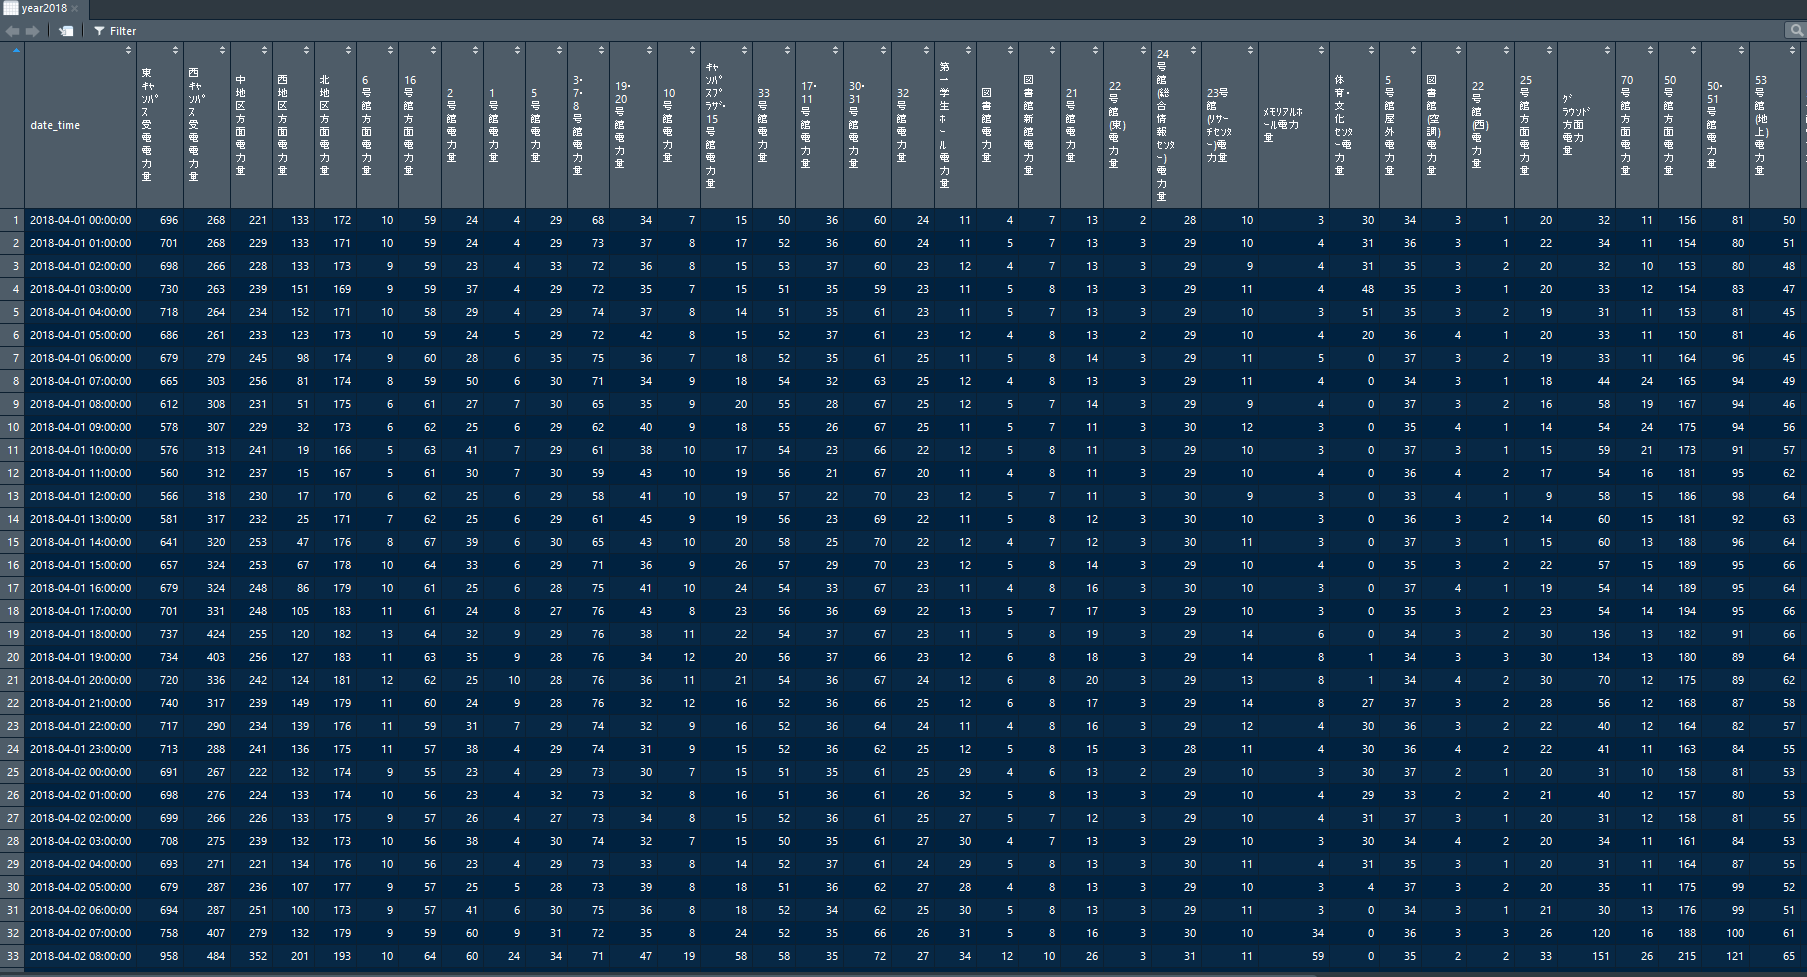 year2018
Filter
date_time
東ｷｬﾝﾊﾟｽ受電電力量
西ｷｬﾝﾊﾟｽ受電電力量
中地区方面電力量
西地区方面電力量
北地区方面電力量
6号館方面電力量
16号館方面電力量
2号館電力量
1号館電力量
5号館電力量
3・7・8号館電力量
19・20号館電力量
10号館電力量
ｷｬﾝﾊﾟｽﾌﾟﾗｻﾞ・15号館電力量
33号館電力量
17・11号館電力量
30・31号館電力量
32号館電力量
第一学生ﾎｰﾙ電力量
図書館電力量
図書館新館電力量
21号館電力量
22号館(東)電力量
24号館(総合情報ｾﾝﾀｰ)電力量
23号館(ﾘｻｰﾁｾﾝﾀｰ)電力量
ﾒﾓﾘｱﾙﾎｰﾙ電力量
体育・文化ｾﾝﾀｰ電力量
5号館屋外電力量
図書館(空調)電力量
22号館(西)電力量
25号館方面電力量
ｸﾞﾗｳﾝﾄﾞ方面電力量
70号館方面電力量
50号館方面電力量
50・51号館電力量
53号館(地上)電力量
1 2018-04-01 00:00:00 696 268 221 133 172 10 59 24 4 29 68 34 7 15 50 36 60 24 11 4 7 13 2 28 10 3 30 34 3 1 20 32 11 156 81 50
2 2018-04-01 01:00:00 701 268 229 133 171 10 59 24 4 29 73 37 8 17 52 36 60 24 11 5 7 13 3 29 10 4 31 36 3 1 22 34 11 154 80 51
3 2018-04-01 02:00:00 698 266 228 133 173 9 59 23 4 33 72 36 8 15 53 37 60 23 12 4 7 13 3 29 9 4 31 35 3 2 20 32 10 153 80 48
4 2018-04-01 03:00:00 730 263 239 151 169 9 59 37 4 29 72 35 7 15 51 35 59 23 11 5 8 13 3 29 11 4 48 35 3 1 20 33 12 154 83 47
5 2018-04-01 04:00:00 718 264 234 152 171 10 58 29 4 29 74 37 8 14 51 35 61 23 11 5 7 13 3 29 10 3 51 35 3 2 19 31 11 153 81 45
6 2018-04-01 05:00:00 686 261 233 123 173 10 59 24 5 29 72 42 8 15 52 37 61 23 12 4 8 13 2 29 10 4 20 36 4 1 20 33 11 150 81 46
7 2018-04-01 06:00:00 679 279 245 98 174 9 60 28 6 35 75 36 7 18 52 35 61 25 11 5 8 14 3 29 11 5 0 37 3 2 19 33 11 164 96 45
8 2018-04-01 07:00:00 665 303 256 81 174 8 59 50 6 30 71 34 9 18 54 32 63 25 12 4 8 13 3 29 11 4 0 34 3 1 18 44 24 165 94 49
9 2018-04-01 08:00:00 612 308 231 51 175 6 61 27 7 30 65 35 9 20 55 28 67 25 12 5 7 14 3 29 9 4 0 37 3 2 16 58 19 167 94 46
10 2018-04-01 09:00:00 578 307 229 32 173 6 62 25 6 29 62 40 9 18 55 26 67 25 11 5 7 11 3 30 12 3 0 35 4 1 14 54 24 175 94 56
11 2018-04-01 10:00:00 576 313 241 19 166 5 63 41 7 29 61 38 10 17 54 23 66 22 12 5 8 11 3 29 10 3 0 37 3 1 15 59 21 173 91 57
12 2018-04-01 11:00:00 560 312 237 15 167 5 61 30 7 30 59 43 10 19 56 21 67 20 11 4 8 11 3 29 10 4 0 36 4 2 17 54 16 181 95 62
13 2018-04-01 12:00:00 566 318 230 17 170 6 62 25 6 29 58 41 10 19 57 22 70 23 12 5 7 11 3 30 9 3 0 33 4 1 9 58 15 186 98 64
14 2018-04-01 13:00:00 581 317 232 25 171 7 62 25 6 29 61 45 9 19 56 23 69 22 11 5 8 12 3 30 10 3 0 36 3 2 14 60 15 181 92 63
15 2018-04-01 14:00:00 641 320 253 47 176 8 67 39 6 30 65 43 10 20 58 25 70 22 12 4 7 12 3 30 11 3 0 37 3 1 15 60 13 188 96 64
16 2018-04-01 15:00:00 657 324 253 67 178 10 64 33 6 29 71 36 9 26 57 29 70 23 12 5 8 14 3 29 10 4 0 35 3 2 22 57 15 189 95 66
17 2018-04-01 16:00:00 679 324 248 86 179 10 61 25 6 28 75 41 10 24 54 33 67 23 11 4 8 16 3 30 10 3 0 37 4 1 19 54 14 189 95 64
18 2018-04-01 17:00:00 701 331 248 105 183 11 61 24 8 27 76 43 8 23 56 36 69 22 13 5 7 17 3 29 10 3 0 35 3 2 23 54 14 194 95 66
19 2018-04-01 18:00:00 737 424 255 120 182 13 64 32 9 29 76 38 11 22 54 37 67 23 11 5 8 19 3 29 14 6 0 34 3 2 30 136 13 182 91 66
20 2018-04-01 19:00:00 734 403 256 127 183 11 63 35 9 28 76 34 12 20 56 37 66 23 12 6 8 18 3 29 14 8 1 34 3 3 30 134 13 180 89 64
21 2018-04-01 20:00:00 720 336 242 124 181 12 62 25 10 28 76 36 11 21 54 36 67 24 12 6 8 20 3 29 13 8 1 34 4 2 30 70 12 175 89 62
22 2018-04-01 21:00:00 740 317 239 149 179 11 60 24 9 28 76 32 12 16 52 36 66 25 12 6 8 17 3 29 14 8 27 37 3 2 28 56 12 168 87 58
23 2018-04-01 22:00:00 717 290 234 139 176 11 59 31 7 29 74 32 9 16 52 36 64 24 11 4 8 16 3 29 12 4 30 36 3 2 22 40 12 164 82 57
24 2018-04-01 23:00:00 713 288 241 136 175 11 57 38 4 29 74 31 9 15 52 36 62 25 12 5 8 15 3 28 11 4 30 36 4 2 22 41 11 163 84 55
25 2018-04-02 00:00:00 691 267 222 132 174 9 55 23 4 29 73 30 7 15 51 35 61 25 29 4 6 13 2 29 10 3 30 37 2 1 20 31 10 158 81 53
26 2018-04-02 01:00:00 698 276 224 133 174 10 56 23 4 32 73 32 8 16 51 36 61 26 32 5 8 13 3 29 10 4 29 33 2 2 21 40 12 157 80 53
27 2018-04-02 02:00:00 699 266 226 133 175 9 57 26 4 27 73 34 8 15 52 36 61 25 27 5 7 12 3 29 10 4 31 37 3 1 20 31 12 158 81 55
28 2018-04-02 03:00:00 708 275 239 132 173 10 56 38 4 30 74 32 7 15 50 35 61 27 30 4 7 13 3 29 10 3 30 34 4 2 20 34 11 161 84 53
29 2018-04-02 04:00:00 693 271 221 134 176 10 56 23 4 29 73 33 8 14 52 37 61 24 29 5 8 13 3 30 11 4 31 35 3 1 20 31 11 164 87 55
30 2018-04-02 05:00:00 679 287 236 107 177 9 57 25 5 28 73 39 8 18 51 36 62 27 28 4 8 13 3 29 10 3 4 37 3 2 20 35 11 175 99 52
31 2018-04-02 06:00:00 694 287 251 100 173 9 57 41 6 30 75 36 8 18 52 34 62 25 30 5 8 13 3 29 11 3 0 34 3 1 21 30 13 176 99 51
32 2018-04-02 07:00:00 758 407 279 132 179 9 59 60 9 31 72 35 8 24 52 35 66 26 31 5 8 16 3 30 10 34 0 36 3 3 26 120 16 188 100 61
33 2018-04-02 08:00:00 958 484 352 201 193 10 64 60 24 34 71 47 19 58 58 35 72 27 34 12 10 26 3 31 11 59 0 35 2 2 33 151 26 215 121 65